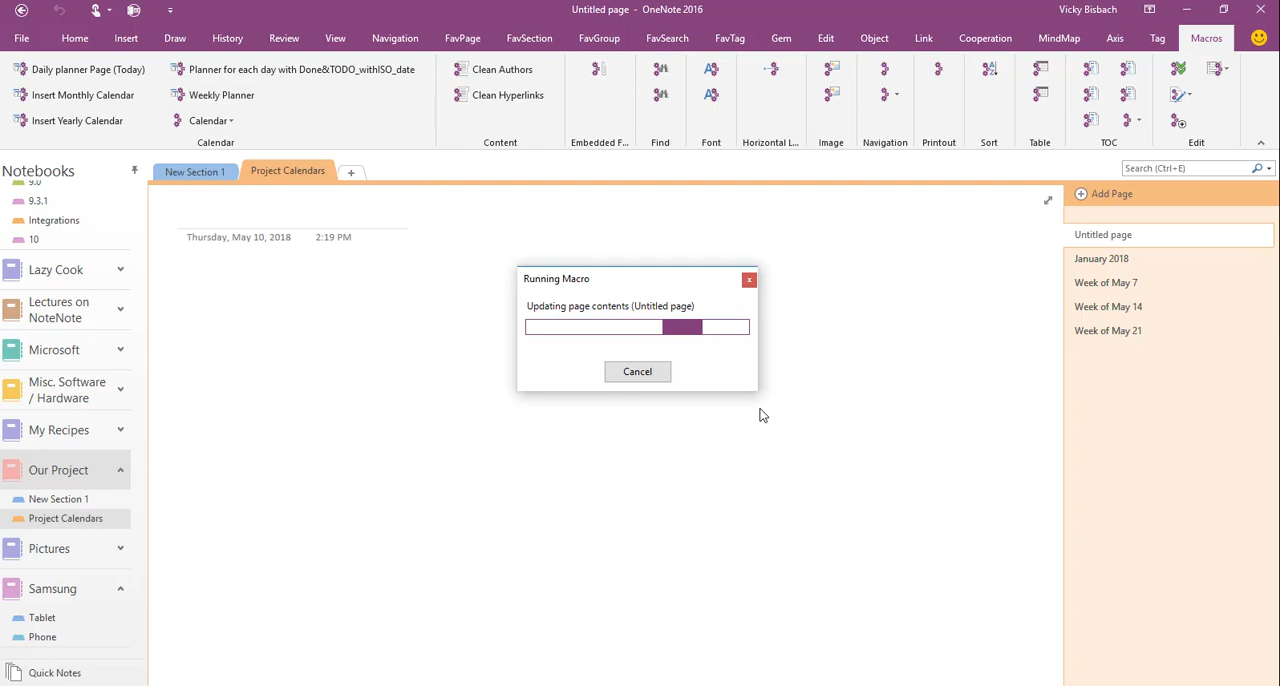 Untitled page - OneNote 2016
Vicky Bisbach
File Home Insert Draw History Review View Navigation FavPage FavSection FavGroup FavSearch FavTag Gem Edit Object Link Cooperation MindMap Axis Tag Macros
Daily planner Page (Today)
Planner for each day with Done&TODO_withISO_date
Clean Authors
Insert Monthly Calendar
Weekly Planner
Clean Hyperlinks
Insert Yearly Calendar
Calendar
Calendar Content Embedded F... Find Font Horizontal L... Image Navigation Printout Sort Table TOC Edit
Notebooks
New Section 1
Project Calendars
Search (Ctrl+E)
9.0
9.3.1
Integrations
10
Lazy Cook
Lectures on
NoteNote
Microsoft
Misc. Software
/ Hardware
My Recipes
Our Project
New Section 1
Project Calendars
Pictures
Samsung
Tablet
Phone
Quick Notes
Thursday, May 10, 2018 2:19 PM
Running Macro
x
Updating page contents (Untitled page)
Cancel
Add Page
Untitled page
January 2018
Week of May 7
Week of May 14
Week of May 21